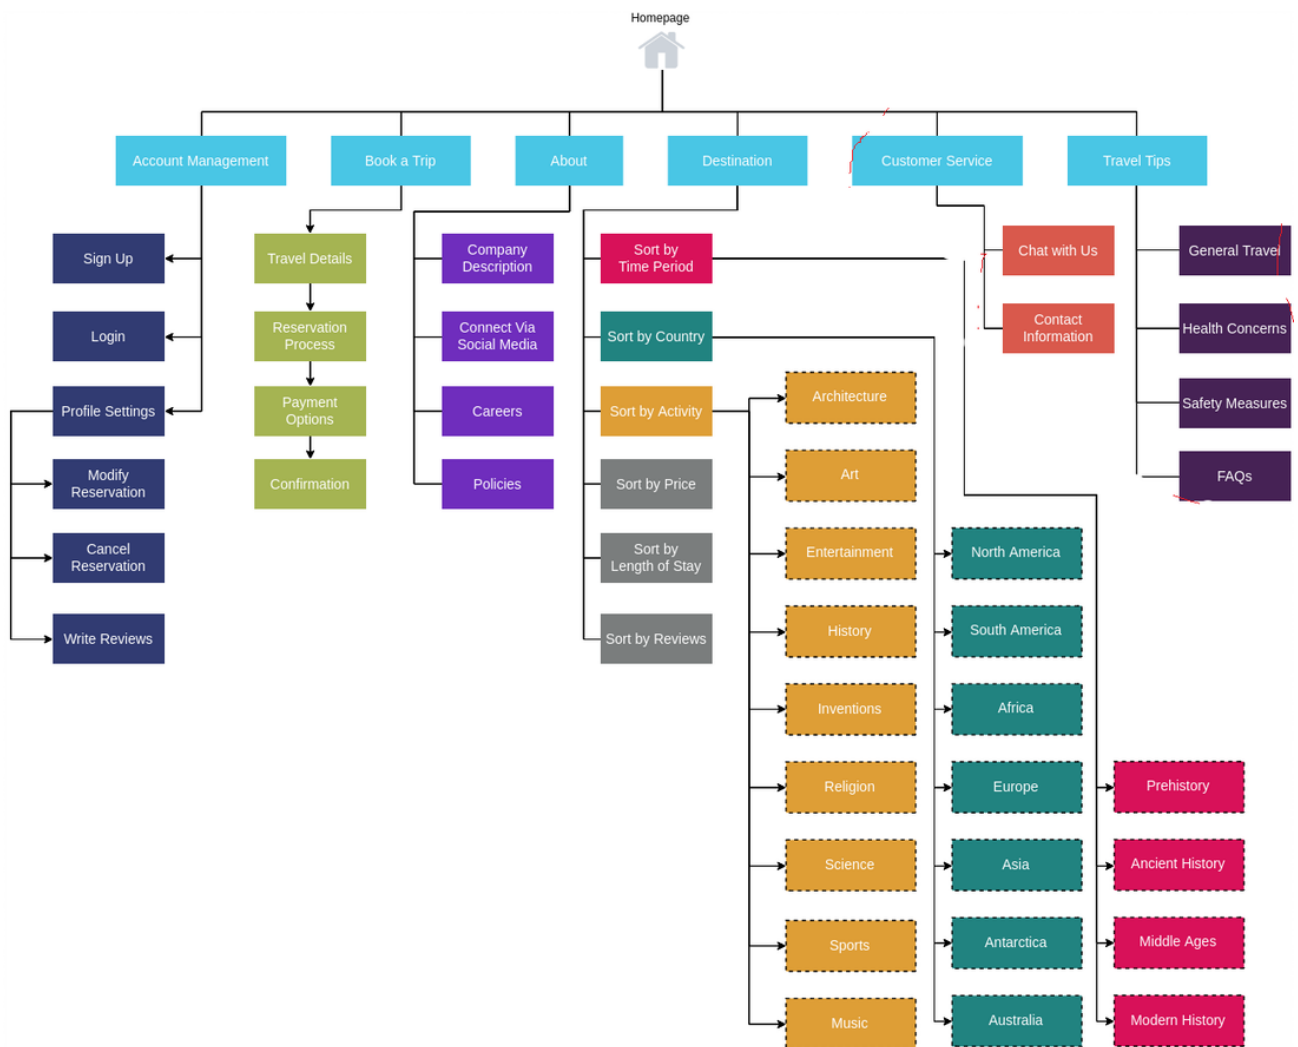 Homepage
Account Management
Book a Trip
About
Destination
Customer Service
Travel Tips
Sign Up
Login
Profile Settings
Modify
Reservation
Cancel
Reservation
Write Reviews
Travel Details
Reservation
Process
Payment
Options
Confirmation
Company
Description
Connect Via
Social Media
Careers
Policies
Sort by
Time Period
Sort by Country
Sort by Activity
Sort by Price
Sort by
Length of Stay
Sort by Reviews
Architecture
Art
Entertainment
History
Inventions
Religion
Science
Sports
Music
North America
South America
Africa
Europe
Asia
Antarctica
Australia
Prehistory
Ancient History
Middle Ages
Modern History
Chat with Us
Contact
Information
General Travel
Health Concerns
Safety Measures
FAQs